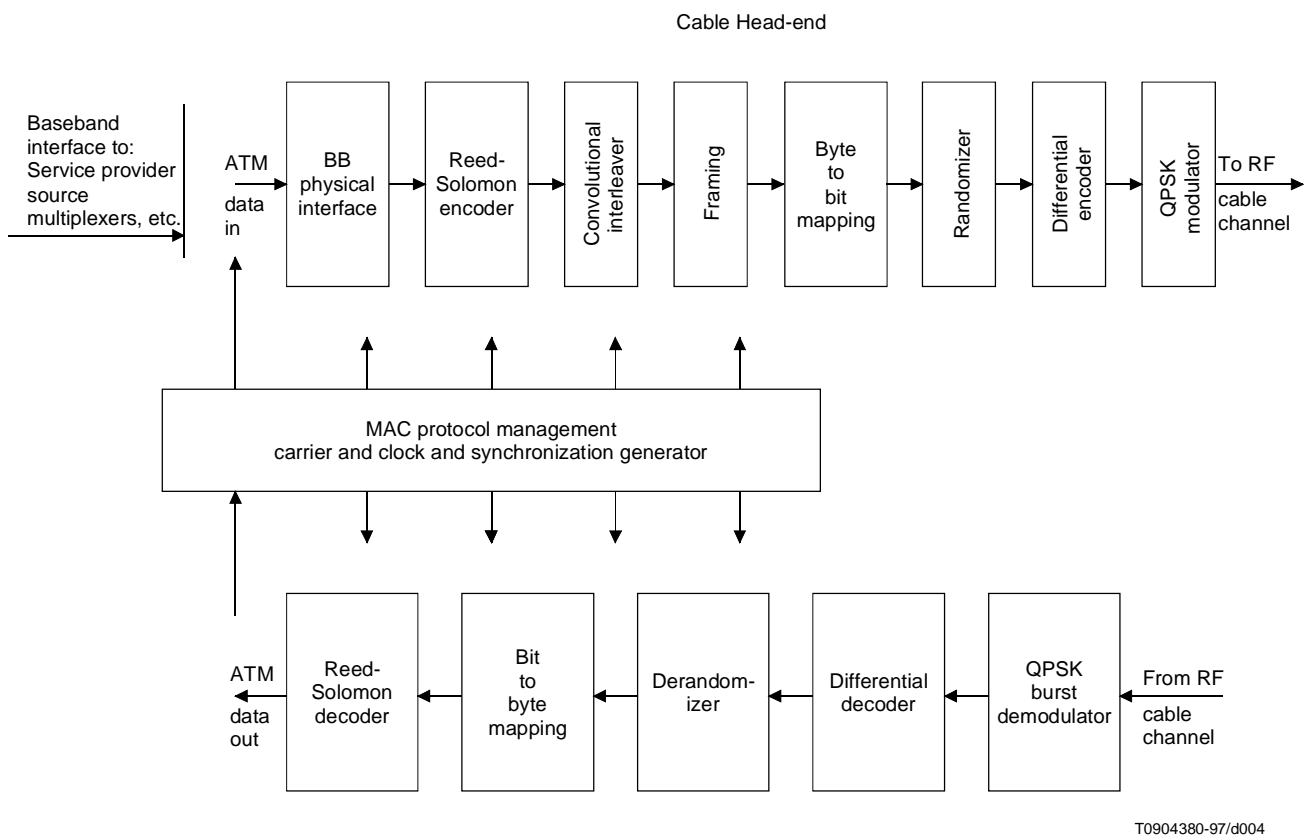 Cable Head-end
Baseband
interface to:
Service provider
source
multiplexers, etc.
ATM
data
in
BB
physical
interface
Reed-
Solomon
encoder
Convolutional
interleaver
Framing
Byte
to
bit
mapping
Randomizer
Differential
encoder
QPSK
modulator
To RF
cable
channel
MAC protocol management
carrier and clock and synchronization generator
ATM
data
out
Reed-
Solomon
decoder
Bit
to
byte
mapping
Derandom-
izer
Differential
decoder
QPSK
burst
demodulator
From RF
cable
channel
T0904380-97/d004